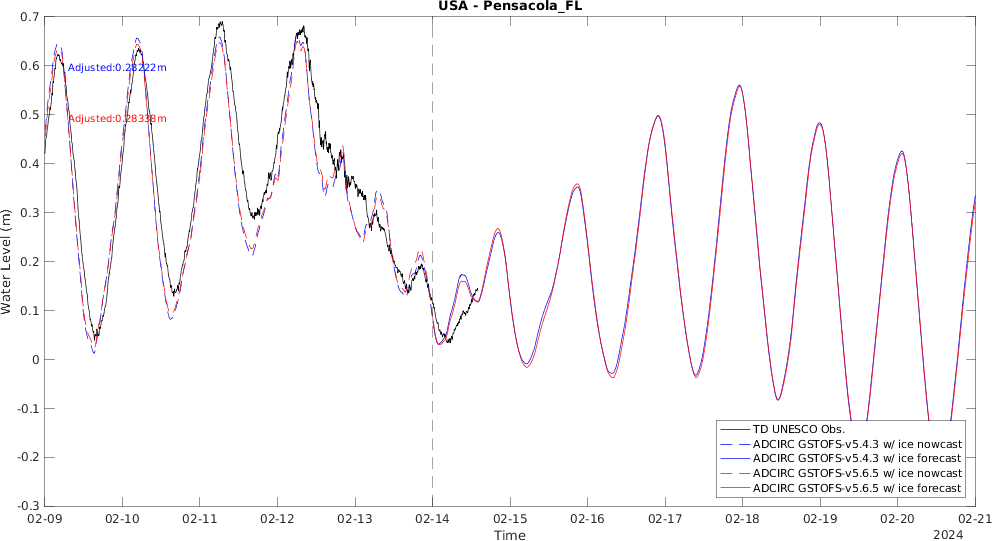 USA - Pensacola_FL
0.7
0.6
0.5
0.4
0.3
0.2
0.1
0
-0.1
-0.2
-0.3
Water Level (m)
Adjusted:0.28222m
Adjusted:0.28338m
TD UNESCO Obs.
ADCIRC GSTOFS-v5.4.3 w/ ice nowcast
ADCIRC GSTOFS-v5.4.3 w/ ice forecast
ADCIRC GSTOFS-v5.6.5 w/ ice nowcast
ADCIRC GSTOFS-v5.6.5 w/ ice forecast
02-09 02-10 02-11 02-12 02-13 02-14 02-15 02-16 02-17 02-18 02-19 02-20 02-21
Time
2024